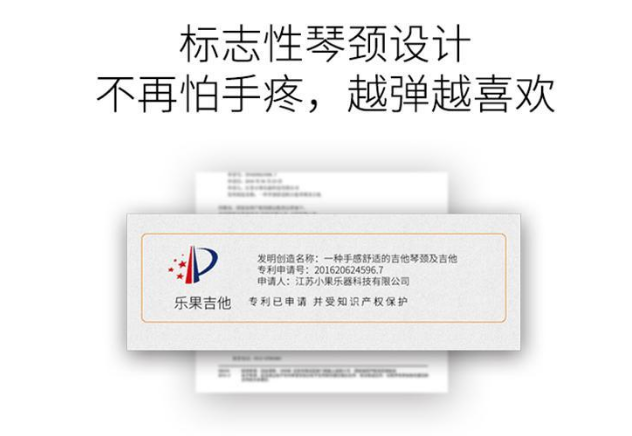 标志性琴颈设计
不再怕手疼，越弹越喜欢
发明创造名称：一种手感舒适的吉他琴颈及吉他
专利申请号：201620624596.7
申请人：江苏小果乐器科技有限公司
乐果吉他
专利已申请 并受知识产权保护